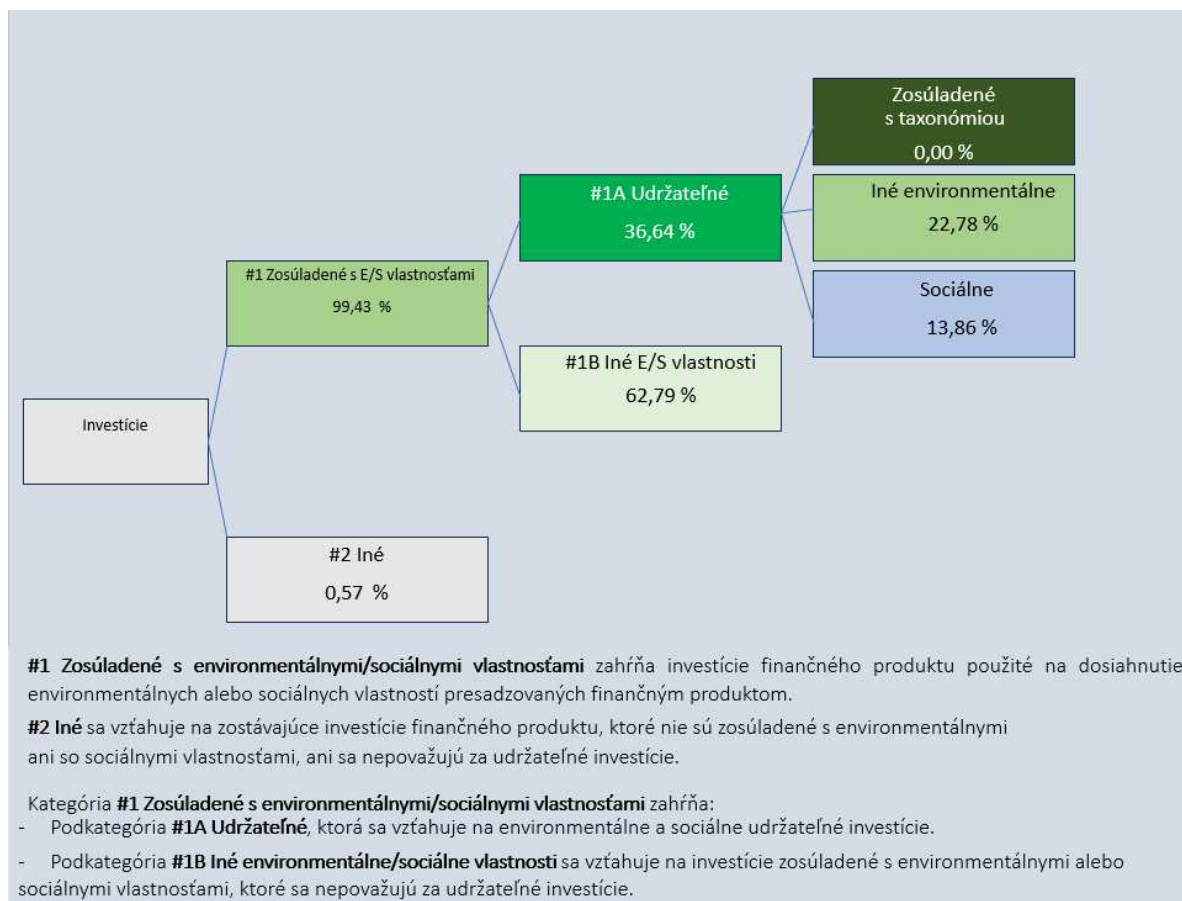 Zosúladené
s taxonómiou
0,00 %
#1A Udržateľné
36,64 %
Iné environmentálne
22,78 %
#1 Zosúladené s E/S vlastnosťami
99,43 %
Sociálne
13,86 %
#1B Iné E/S vlastnosti
62,79 %
Investície
#2 Iné
0,57 %
#1 Zosúladené s environmentálnymi/sociálnymi vlastnosťami zahŕňa investície finančného produktu použité na dosiahnutie
environmentálnych alebo sociálnych vlastností presadzovaných finančným produktom.
#2 Iné sa vzťahuje na zostávajúce investície finančného produktu, ktoré nie sú zosúladené s environmentálnymi
ani so sociálnymi vlastnosťami, ani sa nepovažujú za udržateľné investície.
Kategória #1 Zosúladené s environmentálnymi/sociálnymi vlastnosťami zahŕňa:
- Podkategória #1A Udržateľné, ktorá sa vzťahuje na environmentálne a sociálne udržateľné investície.
- Podkategória #1B Iné environmentálne/sociálne vlastnosti sa vzťahuje na investície zosúladené s environmentálnymi alebo
sociálnymi vlastnosťami, ktoré sa nepovažujú za udržateľné investície.